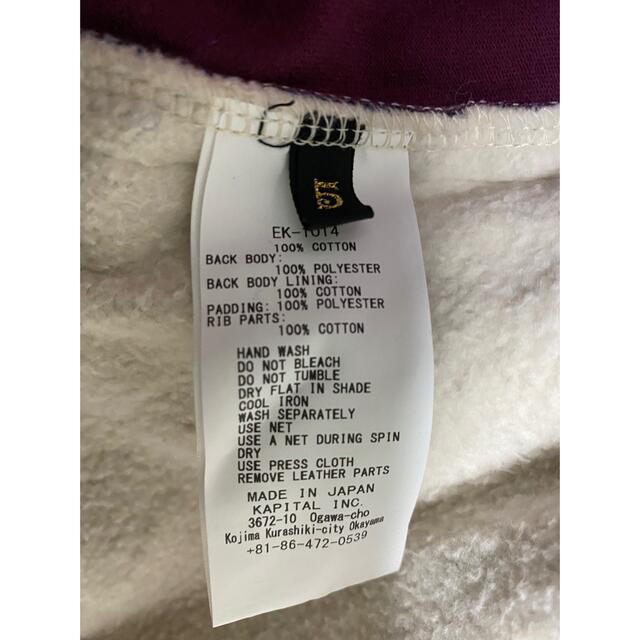 EK-1014
100% COTTON
BACK BODY:
100% POLYESTER
BACK BODY LINING:
100% COTTON
PADDING: 100% POLYESTER
RIB PARTS:
100% COTTON
HAND WASH
DO NOT BLEACH
DO NOT TUMBLE
DRY FLAT IN SHADE
COOL IRON
WASH SEPARATELY
USE NET
USE A NET DURING SPIN
DRY
USE PRESS CLOTH
REMOVE LEATHER PARTS
MADE IN JAPAN
KAPITAL INC.
3672-10 Ogawa-cho
Kojima Kurashiki-city Okayama
+81-86-472-0539